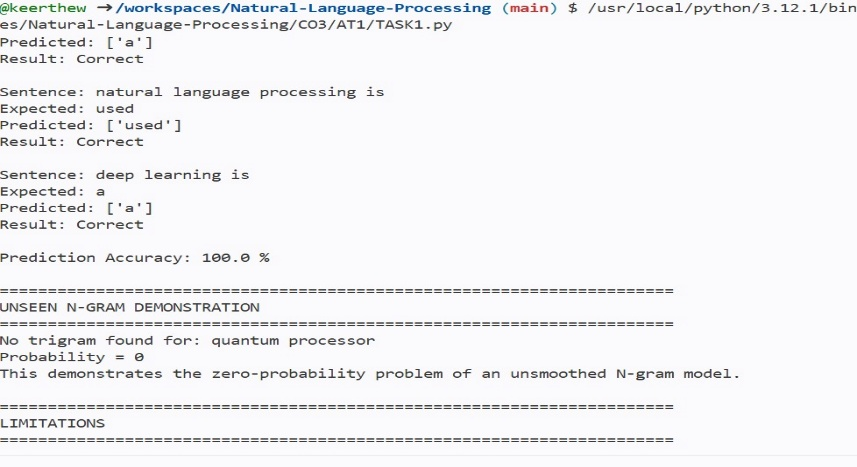 @keerthew ➜/workspaces/Natural-Language-Processing (main) $ /usr/local/python/3.12.1/bin
es/Natural-Language-Processing/CO3/AT1/TASK1.py
Predicted: ['a']
Result: Correct
Sentence: natural language processing is
Expected: used
Predicted: ['used']
Result: Correct
Sentence: deep learning is
Expected: a
Predicted: ['a']
Result: Correct
Prediction Accuracy: 100.0 %
======================================================================
UNSEEN N-GRAM DEMONSTRATION
======================================================================
No trigram found for: quantum processor
Probability = 0
This demonstrates the zero-probability problem of an unsmoothed N-gram model.
======================================================================
LIMITATIONS
======================================================================